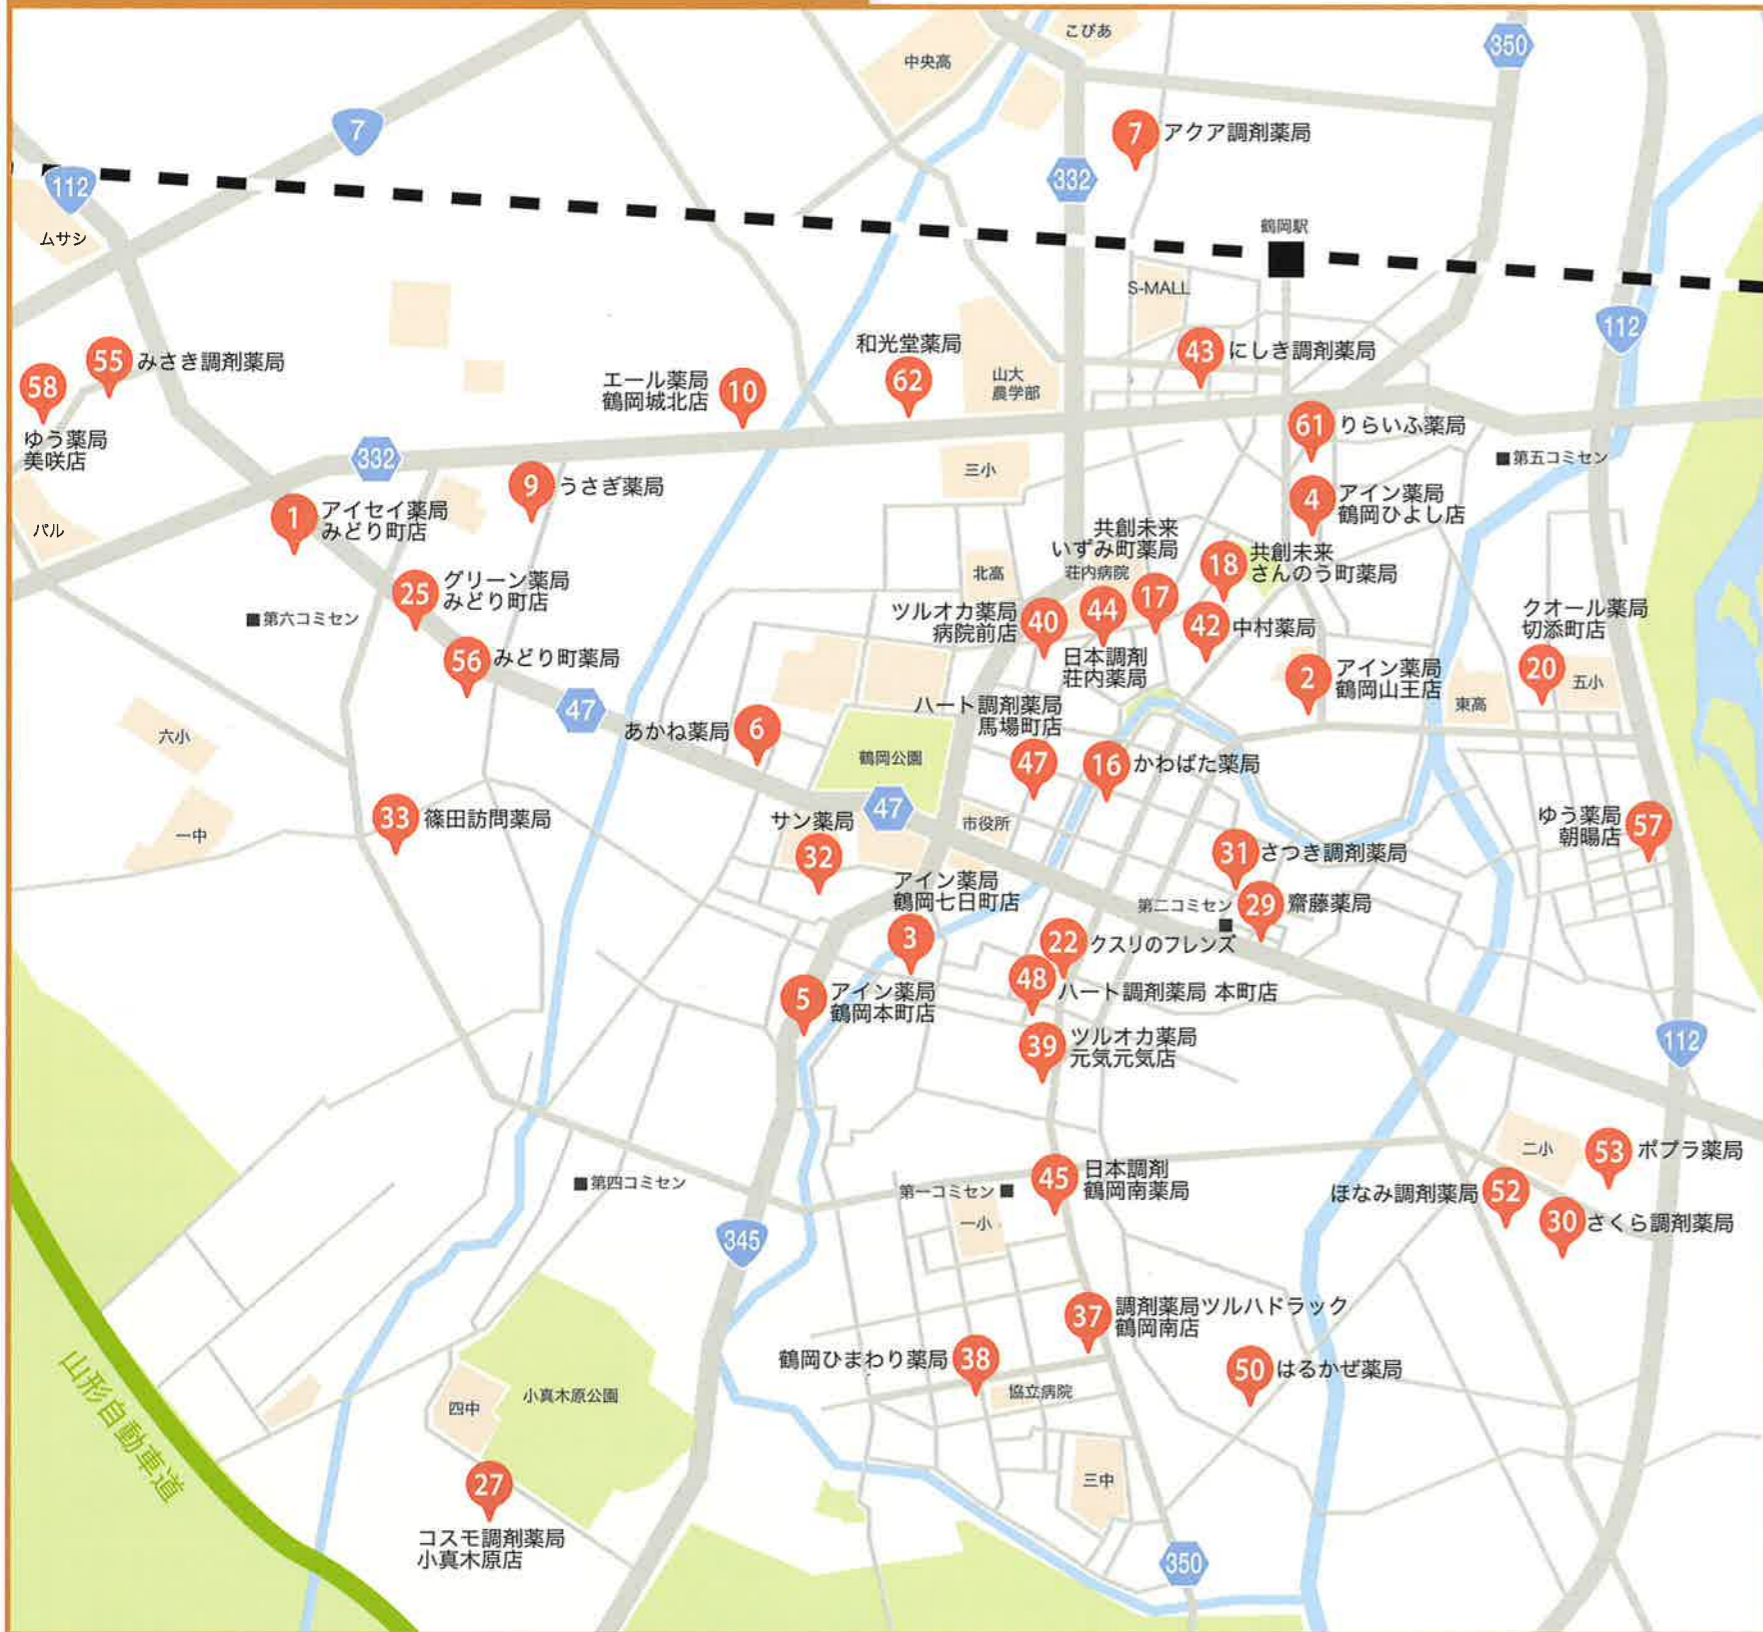 こぴあ
中央高
350
7
7
アクア調剤薬局
112
332
ムサシ
鶴岡駅
S-MALL
112
55
みさき調剤薬局
58
ゆう薬局
美咲店
エール薬局
鶴岡城北店
10
和光堂薬局
62
山大
農学部
43
にしき調剤薬局
61
りらいふ薬局
332
9
うさぎ薬局
三小
第五コミセン
1
アイセイ薬局
みどり町店
パル
4
アイン薬局
鶴岡ひよし店
共創未来
いずみ町薬局
荘内病院
17
18
共創未来
さんのう町薬局
北高
25
グリーン薬局
みどり町店
第六コミセン
ツルオカ薬局
病院前店
40
44
日本調剤
荘内薬局
42
中村薬局
クオール薬局
切添町店
20
五小
56
みどり町薬局
2
アイン薬局
鶴岡山王店
東高
47
六小
あかね薬局
6
鶴岡公園
ハート調剤薬局
馬場町店
47
16
かわばた薬局
一中
33
篠田訪問薬局
サン薬局
32
47
市役所
31
さつき調剤薬局
ゆう薬局
朝暘店
57
アイン薬局
鶴岡七日町店
3
第二コミセン
29
齋藤薬局
22
クスリのフレンズ
48
ハート調剤薬局 本町店
5
アイン薬局
鶴岡本町店
39
ツルオカ薬局
元気元気店
112
二小
53
ポプラ薬局
第四コミセン
第一コミセン
45
日本調剤
鶴岡南薬局
ほなみ調剤薬局
52
30
さくら調剤薬局
345
一小
37
調剤薬局ツルハドラック
鶴岡南店
鶴岡ひまわり薬局
38
協立病院
50
はるかぜ薬局
山形自動車道
四中
小真木原公園
三中
27
コスモ調剤薬局
小真木原店
350